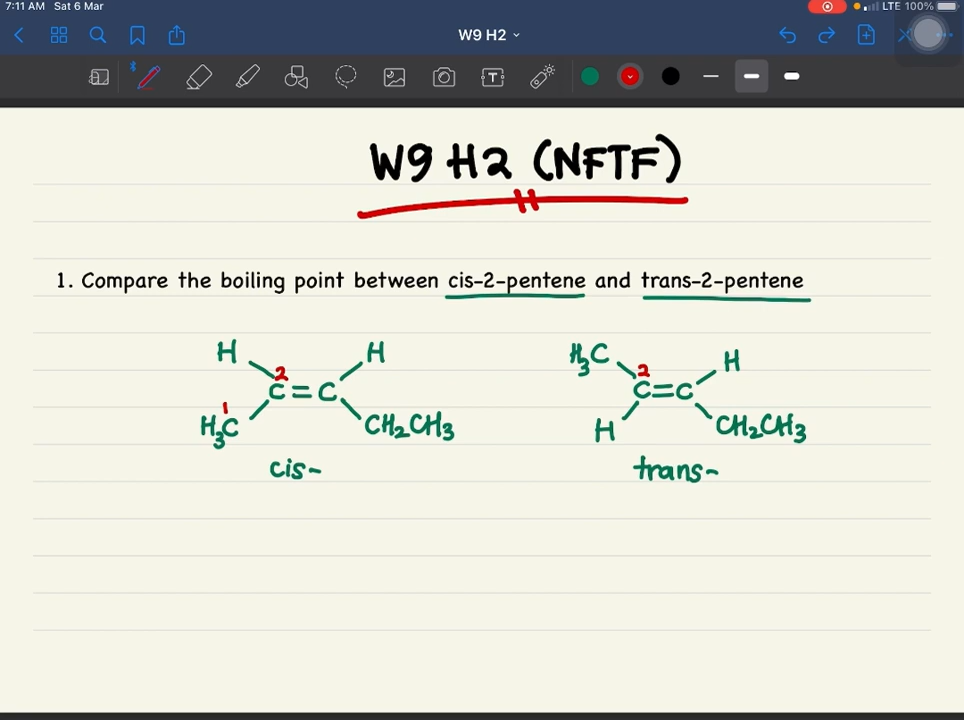 7:11 AM Sat 6 Mar LTE 100%
W9 H2
T
W9 H2 (NFTF)
1. Compare the boiling point between cis-2-pentene and trans-2-pentene
H H H₃C H
2 2
C=C C=C
1
H₃C CH₂CH₃ H CH₂CH₃
cis- trans-